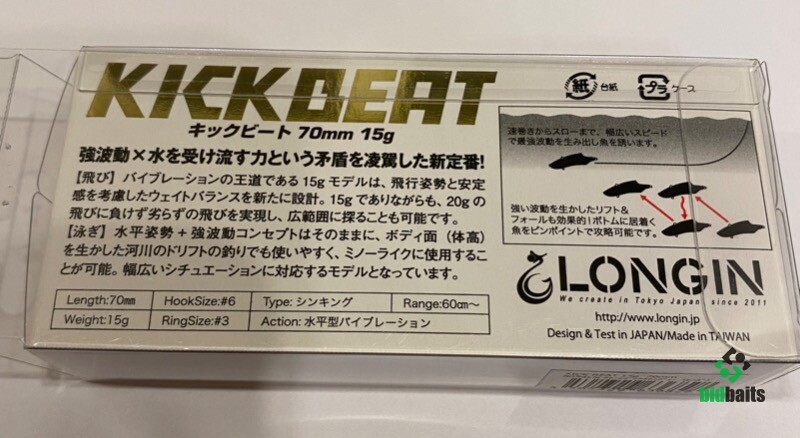 KICKBEAT
紙 台紙 プラ ケース
キックビート 70mm 15g
強波動×水を受け流す力という矛盾を凌駕した新定番!
【飛び】バイブレーションの王道である15gモデルは、飛行姿勢と安定
感を考慮したウェイトバランスを新たに設計。15gでありながらも、20gの
飛びに負けず劣らずの飛びを実現し、広範囲に探ることも可能です。
【泳ぎ】水平姿勢+強波動コンセプトはそのままに、ボディ面（体高）
を生かした河川のドリフトの釣りでも使いやすく、ミノーライクに使用するこ
とが可能。幅広いシチュエーションに対応するモデルとなっています。
Length:70mm HookSize:#6 Type: シンキング Range:60cm〜
Weight:15g RingSize:#3 Action: 水平型バイブレーション
速巻きからスローまで、幅広いスピード
で最強波動を生み出し魚を誘います。
強い波動を生かしたリフト&
フォールも効果的!ボトムに居着く
魚をピンポイントで攻略可能です。
LONGIN
We create in Tokyo Japan since 2011
http://www.longin.jp
Design & Test in JAPAN/Made in TAIWAN
bidbaits